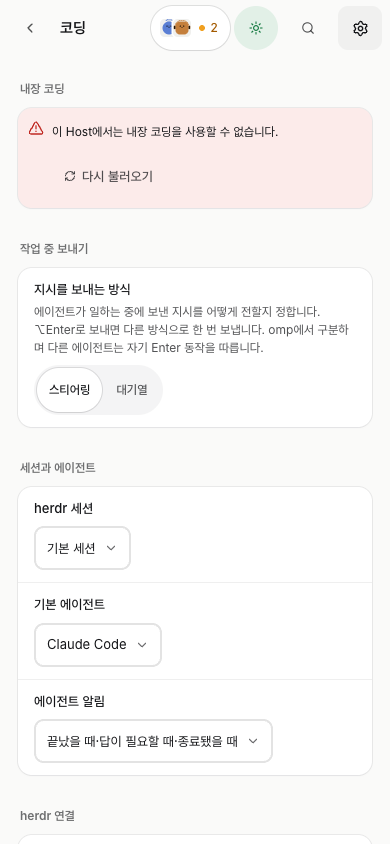 코딩
2
내장 코딩
이 Host에서는 내장 코딩을 사용할 수 없습니다.
다시 불러오기
작업 중 보내기
지시를 보내는 방식
에이전트가 일하는 중에 보낸 지시를 어떻게 전할지 정합니다.
⌥Enter로 보내면 다른 방식으로 한 번 보냅니다. omp에서 구분하
며 다른 에이전트는 자기 Enter 동작을 따릅니다.
스티어링
대기열
세션과 에이전트
herdr 세션
기본 세션
기본 에이전트
Claude Code
에이전트 알림
끝났을 때·답이 필요할 때·종료됐을 때
herdr 연결